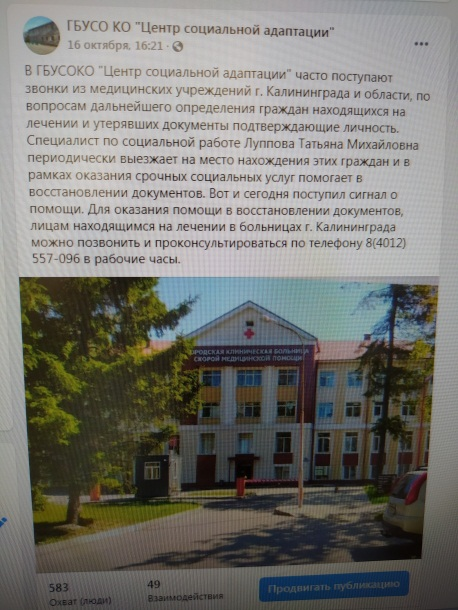 ГБУСО КО "Центр социальной адаптации"
16 октября, 16:21 ·
В ГБУСОКО "Центр социальной адаптации" часто поступают
звонки из медицинских учреждений г. Калининграда и области, по
вопросам дальнейшего определения граждан находящихся на
лечении и утерявших документы подтверждающие личность.
Специалист по социальной работе Луппова Татьяна Михайловна
периодически выезжает на место нахождения этих граждан и в
рамках оказания срочных социальных услуг помогает в
восстановлении документов. Вот и сегодня поступил сигнал о
помощи. Для оказания помощи в восстановлении документов,
лицам находящимся на лечении в больницах г. Калининграда
можно позвонить и проконсультироваться по телефону 8(4012)
557-096 в рабочие часы.
ГОРОДСКАЯ КЛИНИЧЕСКАЯ БОЛЬНИЦА
СКОРОЙ МЕДИЦИНСКОЙ ПОМОЩИ
583
Охват (люди)
49
Взаимодействия
Продвигать публикацию